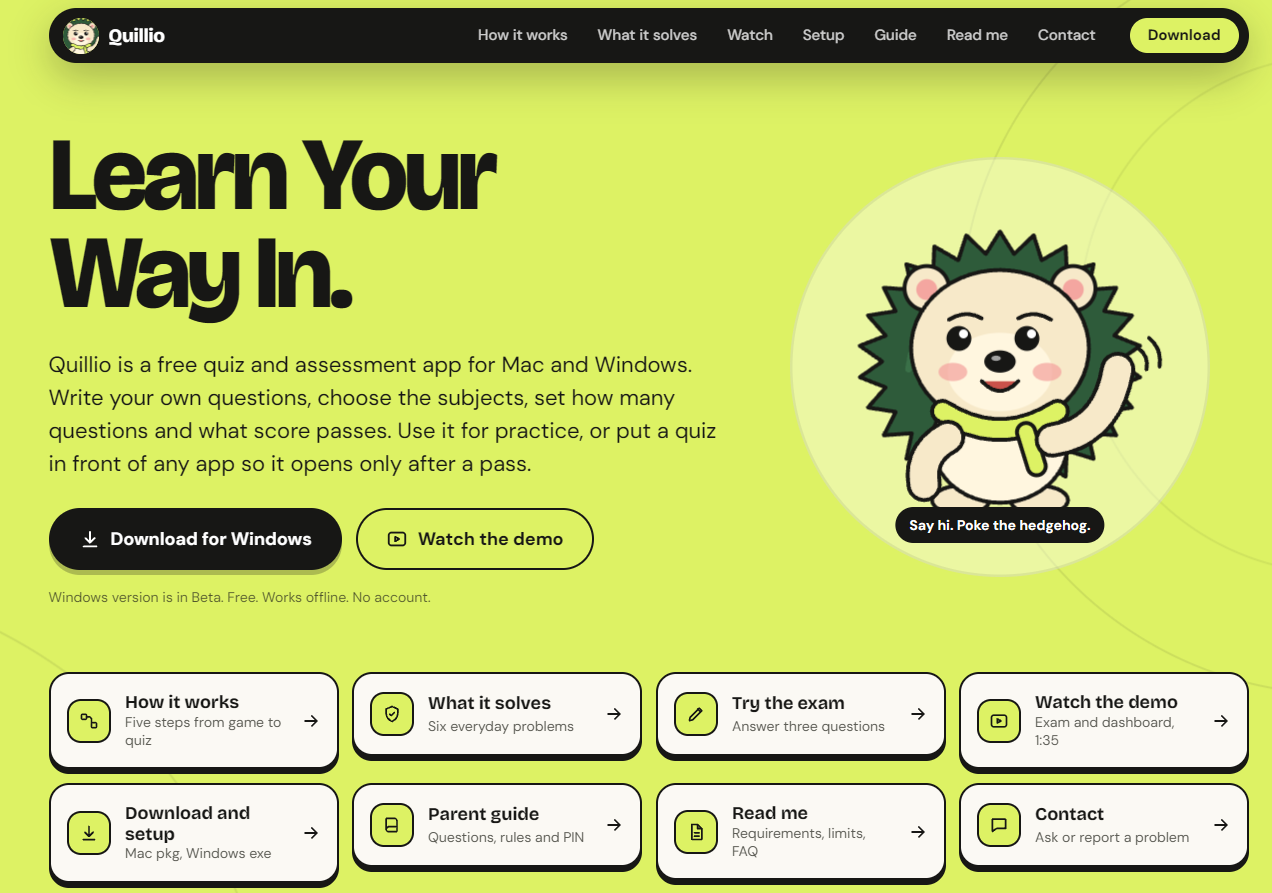 Quillio
How it works
What it solves
Watch
Setup
Guide
Read me
Contact
Download
Learn Your
Way In.
Quillio is a free quiz and assessment app for Mac and Windows.
Write your own questions, choose the subjects, set how many
questions and what score passes. Use it for practice, or put a quiz
in front of any app so it opens only after a pass.
Download for Windows
Watch the demo
Windows version is in Beta. Free. Works offline. No account.
Say hi. Poke the hedgehog.
How it works
Five steps from game to
quiz
What it solves
Six everyday problems
Try the exam
Answer three questions
Watch the demo
Exam and dashboard,
1:35
Download and
setup
Mac pkg, Windows exe
Parent guide
Questions, rules and PIN
Read me
Requirements, limits,
FAQ
Contact
Ask or report a problem